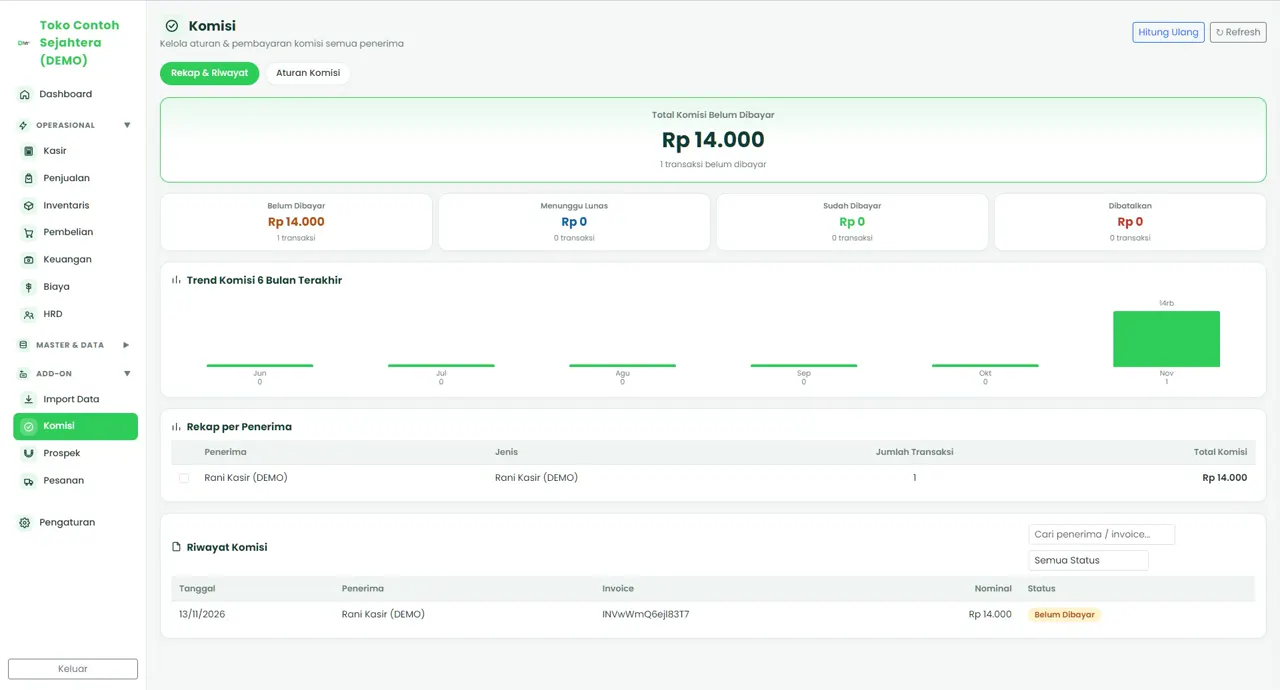 Toko Contoh
Sejahtera
(DEMO)
Dashboard
OPERASIONAL
Kasir
Penjualan
Inventaris
Pembelian
Keuangan
Biaya
HRD
MASTER & DATA
ADD-ON
Import Data
Komisi
Prospek
Pesanan
Pengaturan
Keluar
Komisi
Kelola aturan & pembayaran komisi semua penerima
Hitung Ulang
↻ Refresh
Rekap & Riwayat
Aturan Komisi
Total Komisi Belum Dibayar
Rp 14.000
1 transaksi belum dibayar
Belum Dibayar
Rp 14.000
1 transaksi
Menunggu Lunas
Rp 0
0 transaksi
Sudah Dibayar
Rp 0
0 transaksi
Dibatalkan
Rp 0
0 transaksi
Trend Komisi 6 Bulan Terakhir
14rb
Jun Jul Agu Sep Okt Nov
0 0 0 0 0 1
Rekap per Penerima
Penerima Jenis Jumlah Transaksi Total Komisi
Rani Kasir (DEMO) Rani Kasir (DEMO) 1 Rp 14.000
Riwayat Komisi
Cari penerima / invoice...
Semua Status
Tanggal Penerima Invoice Nominal Status
13/11/2026 Rani Kasir (DEMO) INVwWmQ6ejl83T7 Rp 14.000 Belum Dibayar